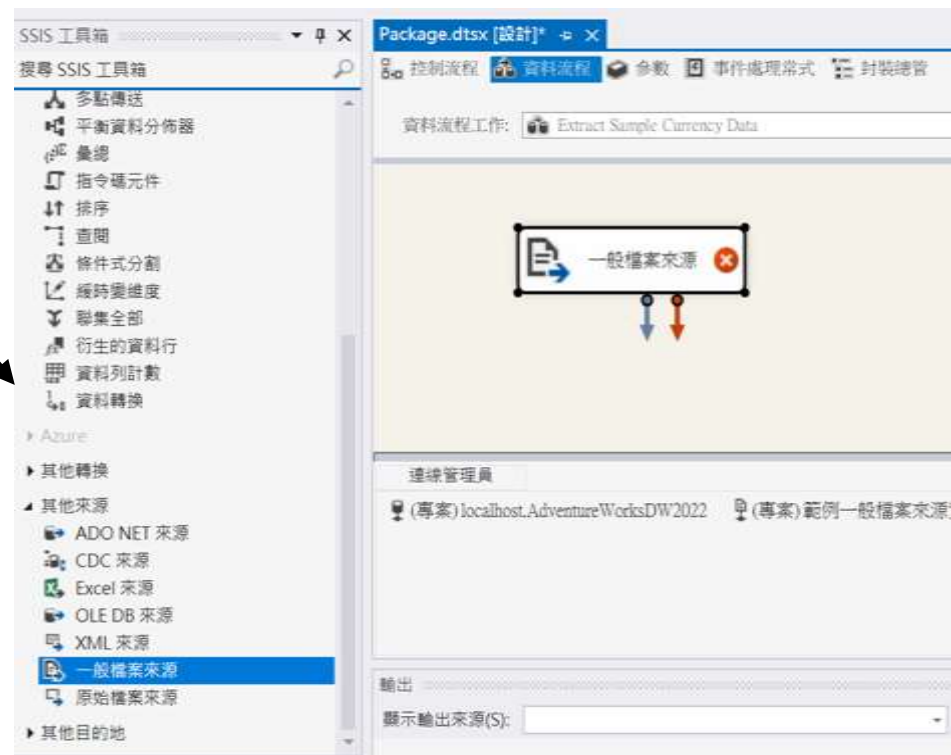 SSIS 工具箱
搜尋 SSIS 工具箱
多點傳送
平衡資料分佈器
彙總
指令碼元件
排序
查閱
條件式分割
緩時變維度
聯集全部
衍生的資料行
資料列計數
資料轉換
Azure
其他轉換
其他來源
ADO NET 來源
CDC 來源
Excel 來源
OLE DB 來源
XML 來源
一般檔案來源
原始檔案來源
其他目的地
Package.dtsx [設計]*
控制流程 資料流程 參數 事件處理常式 封裝總管
資料流程工作: Extract Sample Currency Data
一般檔案來源
連線管理員
(專案) localhost.AdventureWorksDW2022 (專案) 範例一般檔案來源
輸出
顯示輸出來源(S):